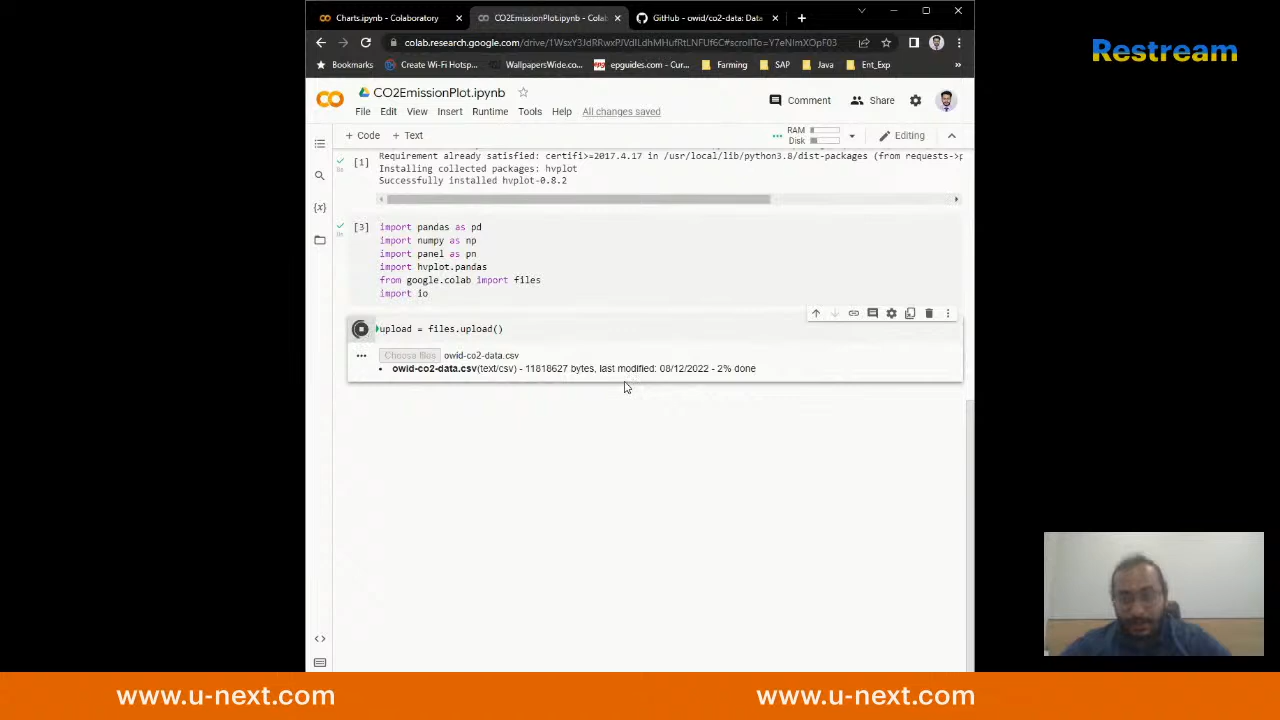 Charts.ipynb - Colaboratory
CO2EmissionPlot.ipynb - Colab
GitHub - owid/co2-data: Data
Restream
colab.research.google.com/drive/1WsxY3JdRRwxPJVdILdhMHufRtLNFUf6C#scrollTo=Y7eNlmXOpF03
Bookmarks
Create Wi-Fi Hotsp...
WallpapersWide.co...
epguides.com - Cur...
Farming
SAP
Java
Ent_Exp
»
CO2EmissionPlot.ipynb
Comment
Share
File Edit View Insert Runtime Tools Help All changes saved
+ Code + Text
RAM
Disk
Editing
[1]
Requirement already satisfied: certifi>=2017.4.17 in /usr/local/lib/python3.8/dist-packages (from requests->p
Installing collected packages: hvplot
Successfully installed hvplot-0.8.2
[3]
import pandas as pd
import numpy as np
import panel as pn
import hvplot.pandas
from google.colab import files
import io
upload = files.upload()
Choose files owid-co2-data.csv
• owid-co2-data.csv(text/csv) - 11818627 bytes, last modified: 08/12/2022 - 2% done
www.u-next.com
www.u-next.com